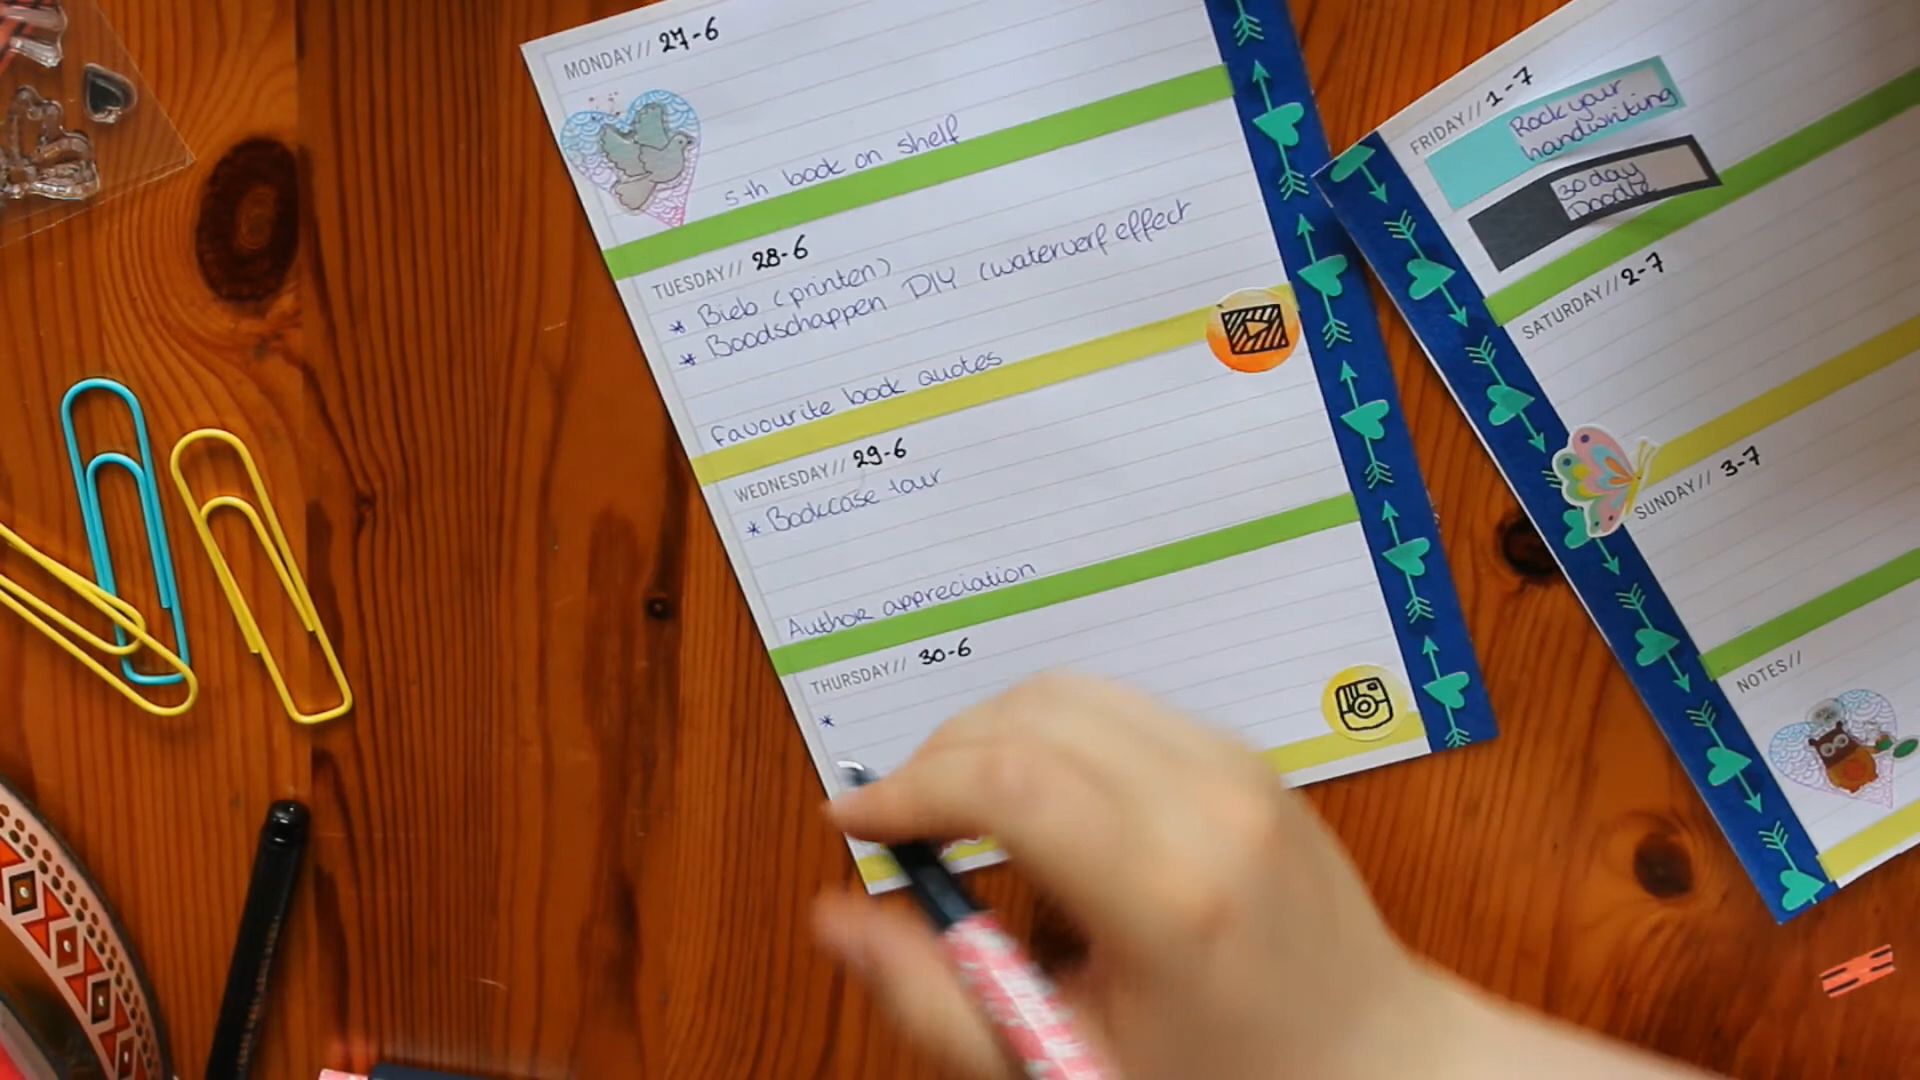 MONDAY// 27-6
5th book on shelf
TUESDAY// 28-6
* Bieb (printen)
* Boodschappen DIY (waterverf effect
Favourite book quotes
WEDNESDAY// 29-6
* Bookcase tour
Author appreciation
THURSDAY// 30-6
*
FRIDAY// 1-7
Rock your
handwriting
30 day
Doodle
SATURDAY// 2-7
SUNDAY// 3-7
NOTES//